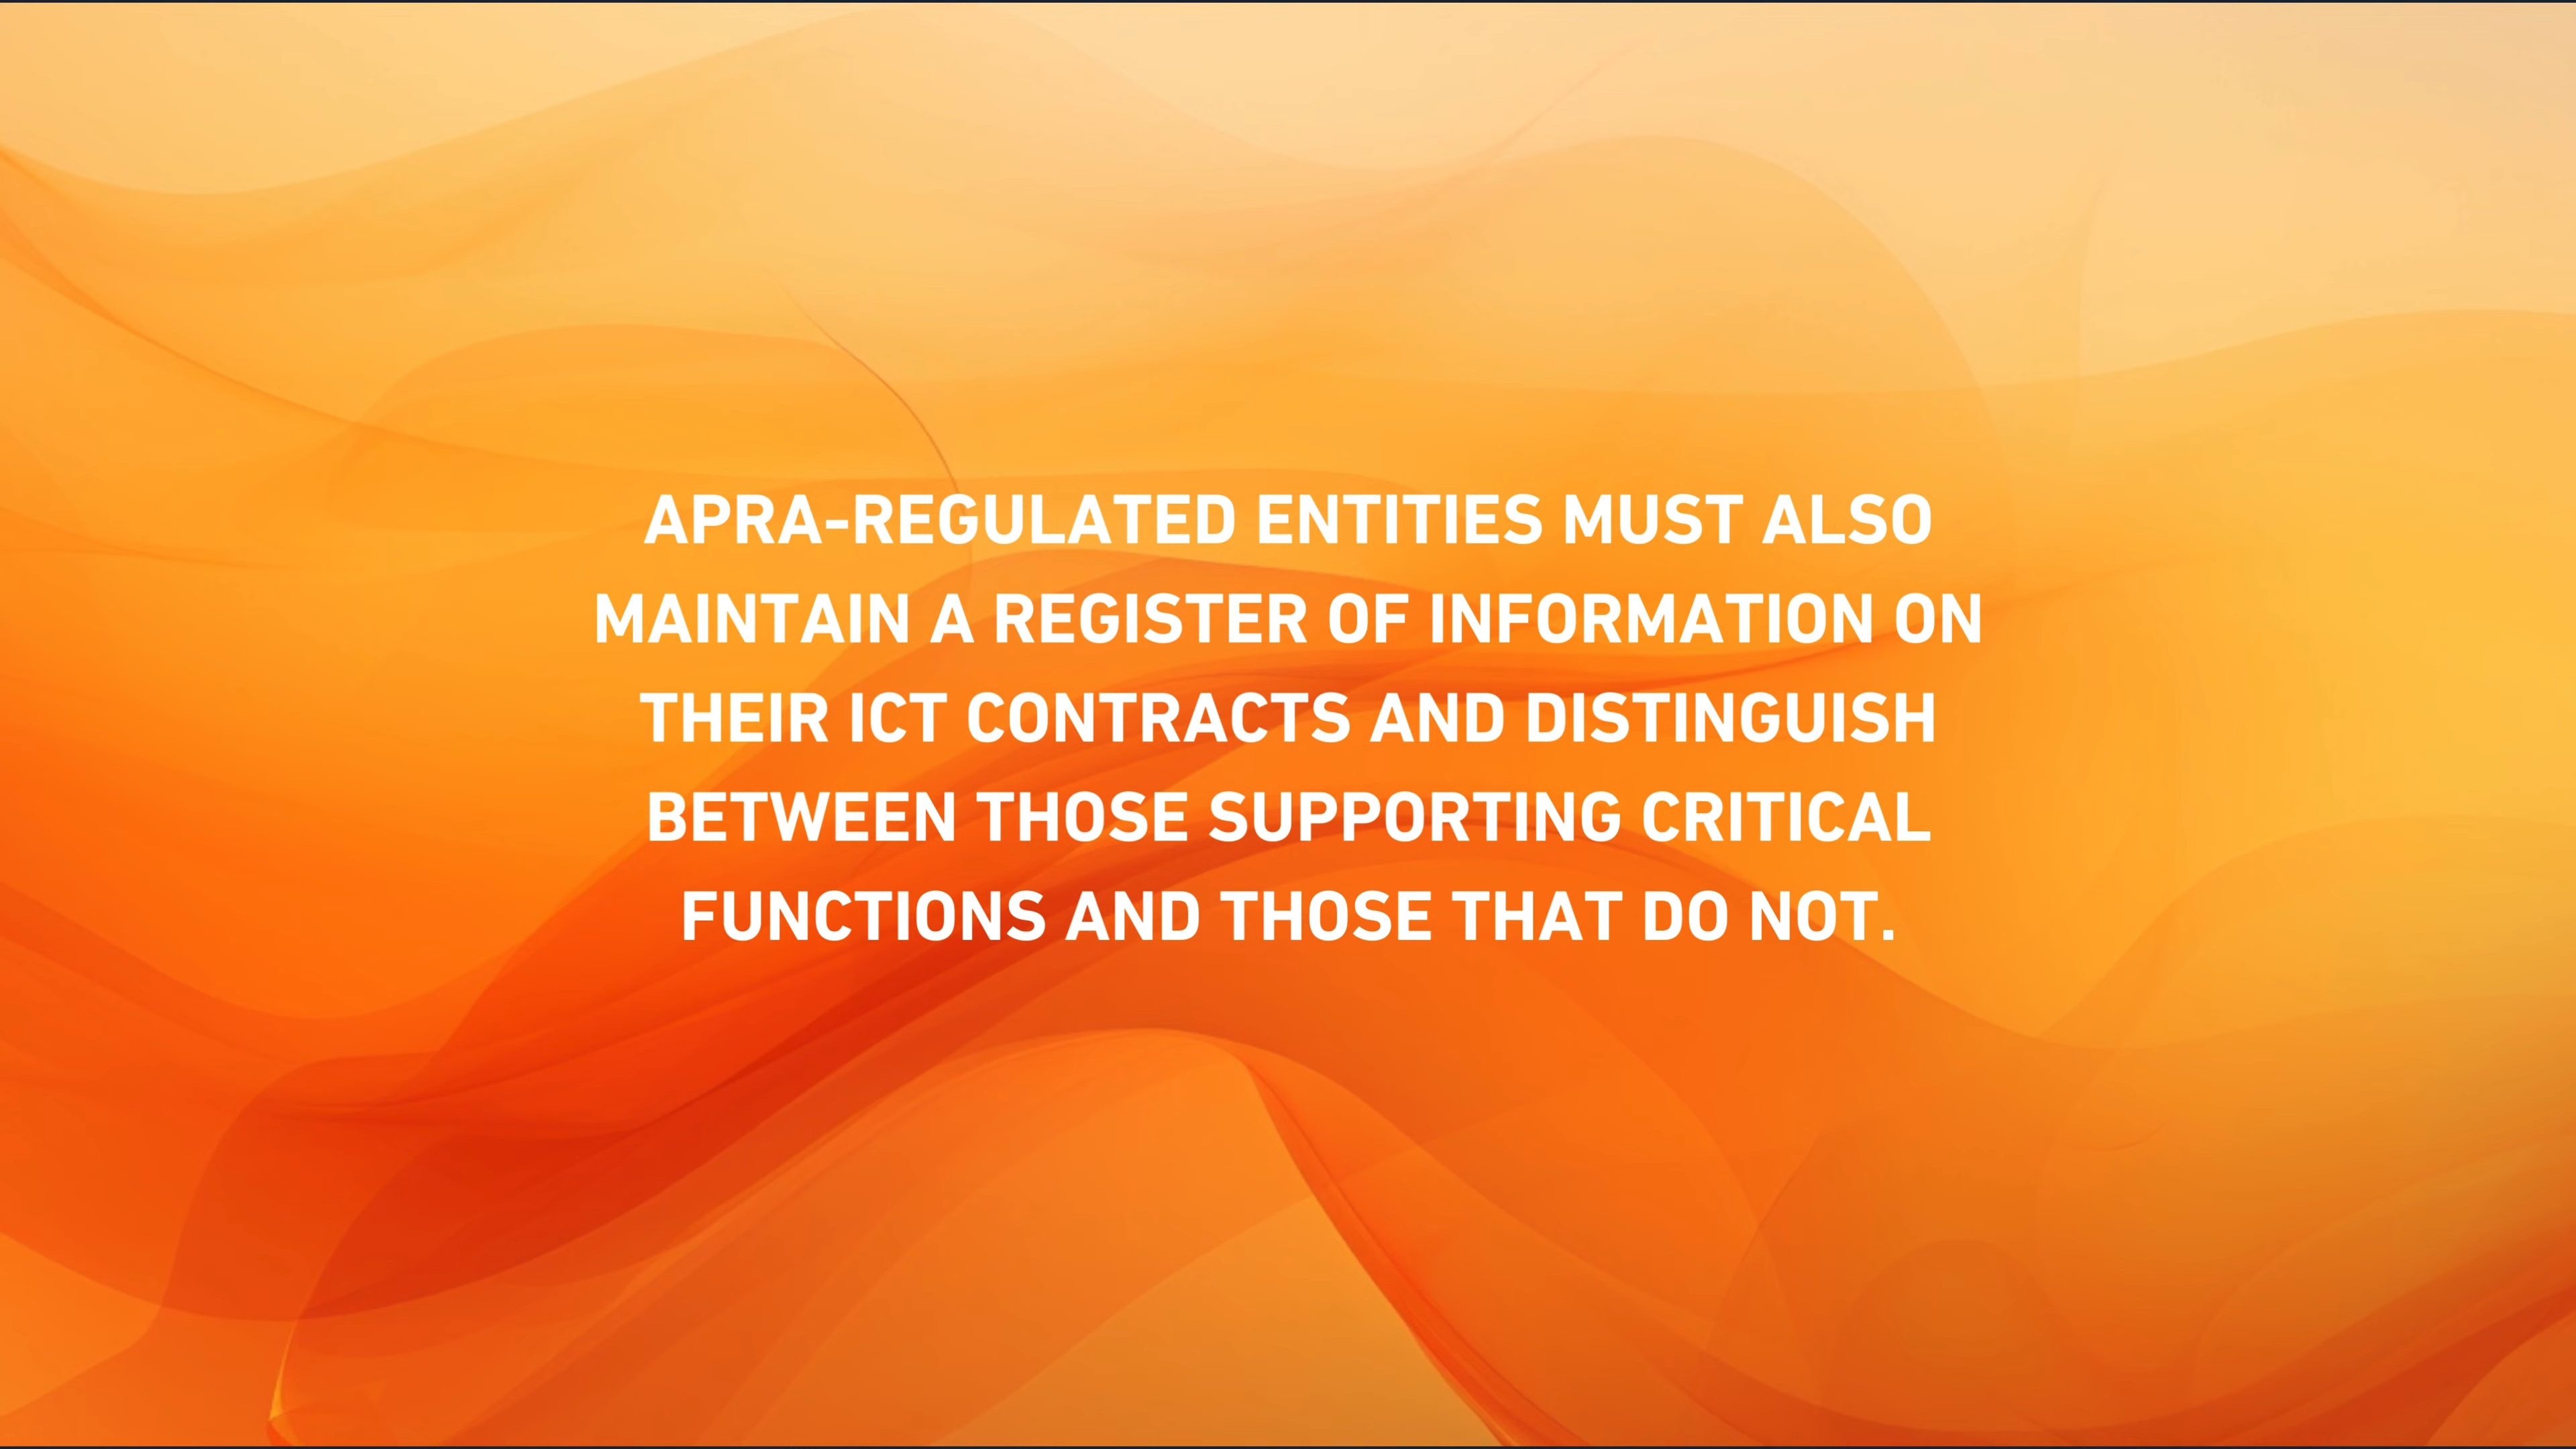 APRA-REGULATED ENTITIES MUST ALSO
MAINTAIN A REGISTER OF INFORMATION ON
THEIR ICT CONTRACTS AND DISTINGUISH
BETWEEN THOSE SUPPORTING CRITICAL
FUNCTIONS AND THOSE THAT DO NOT.